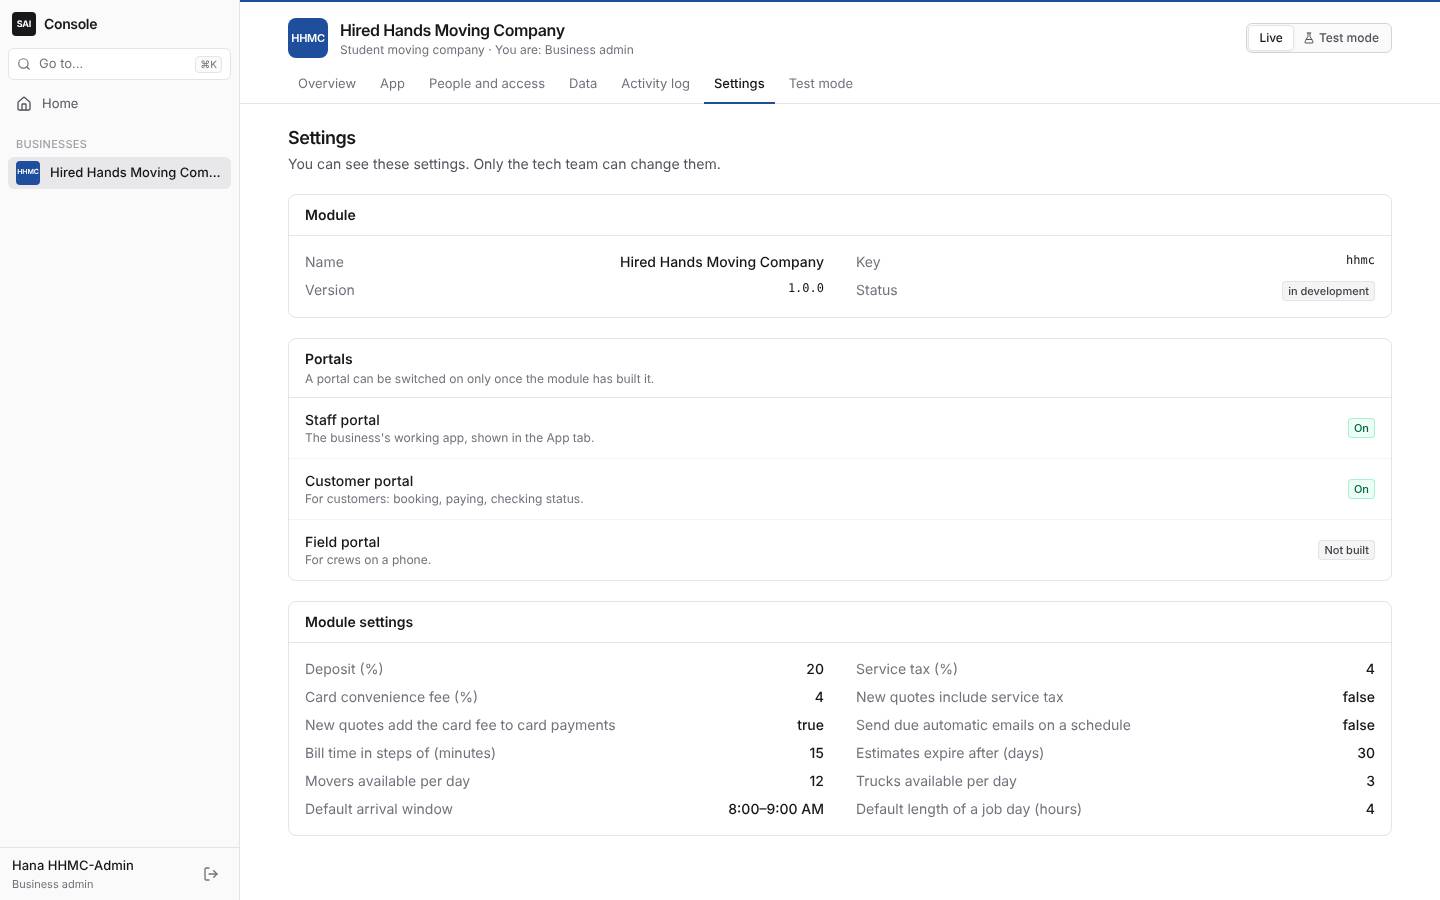 SAI Console
Go to... ⌘K
Home
BUSINESSES
HHMC Hired Hands Moving Com...
Hana HHMC-Admin
Business admin
HHMC
Hired Hands Moving Company
Student moving company · You are: Business admin
Live Test mode
Overview App People and access Data Activity log Settings Test mode
Settings
You can see these settings. Only the tech team can change them.
Module
Name Hired Hands Moving Company Key hhmc
Version 1.0.0 Status in development
Portals
A portal can be switched on only once the module has built it.
Staff portal
The business's working app, shown in the App tab.
On
Customer portal
For customers: booking, paying, checking status.
On
Field portal
For crews on a phone.
Not built
Module settings
Deposit (%) 20 Service tax (%) 4
Card convenience fee (%) 4 New quotes include service tax false
New quotes add the card fee to card payments true Send due automatic emails on a schedule false
Bill time in steps of (minutes) 15 Estimates expire after (days) 30
Movers available per day 12 Trucks available per day 3
Default arrival window 8:00–9:00 AM Default length of a job day (hours) 4